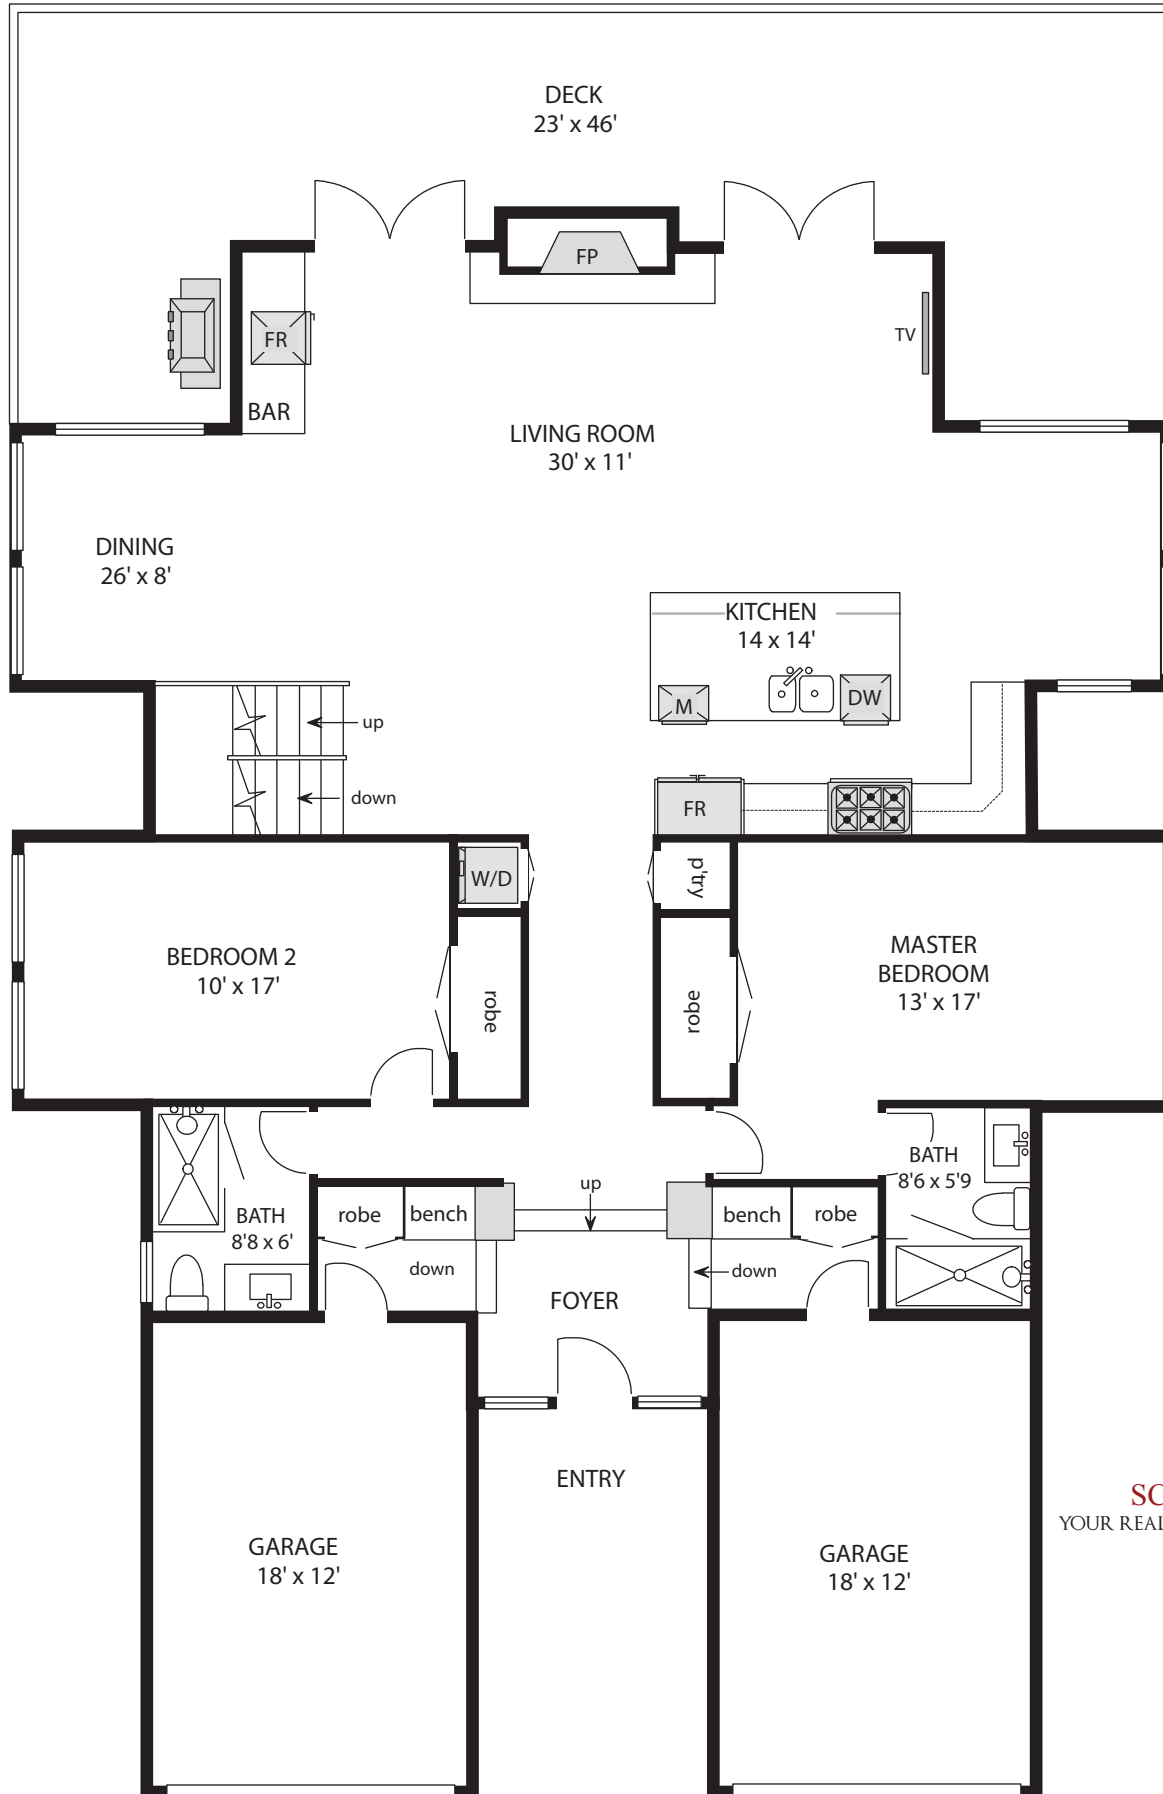 DECK
23' x 46'
FP
FR
BAR
TV
LIVING ROOM
30' x 11'
DINING
26' x 8'
KITCHEN
14 x 14'
M
DW
up
down
FR
W/D
p'try
BEDROOM 2
10' x 17'
robe
robe
MASTER
BEDROOM
13' x 17'
BATH
8'6 x 5'9
up
robe
bench
bench
robe
BATH
8'8 x 6'
down
down
FOYER
ENTRY
SO
YOUR REAL
GARAGE
18' x 12'
GARAGE
18' x 12'